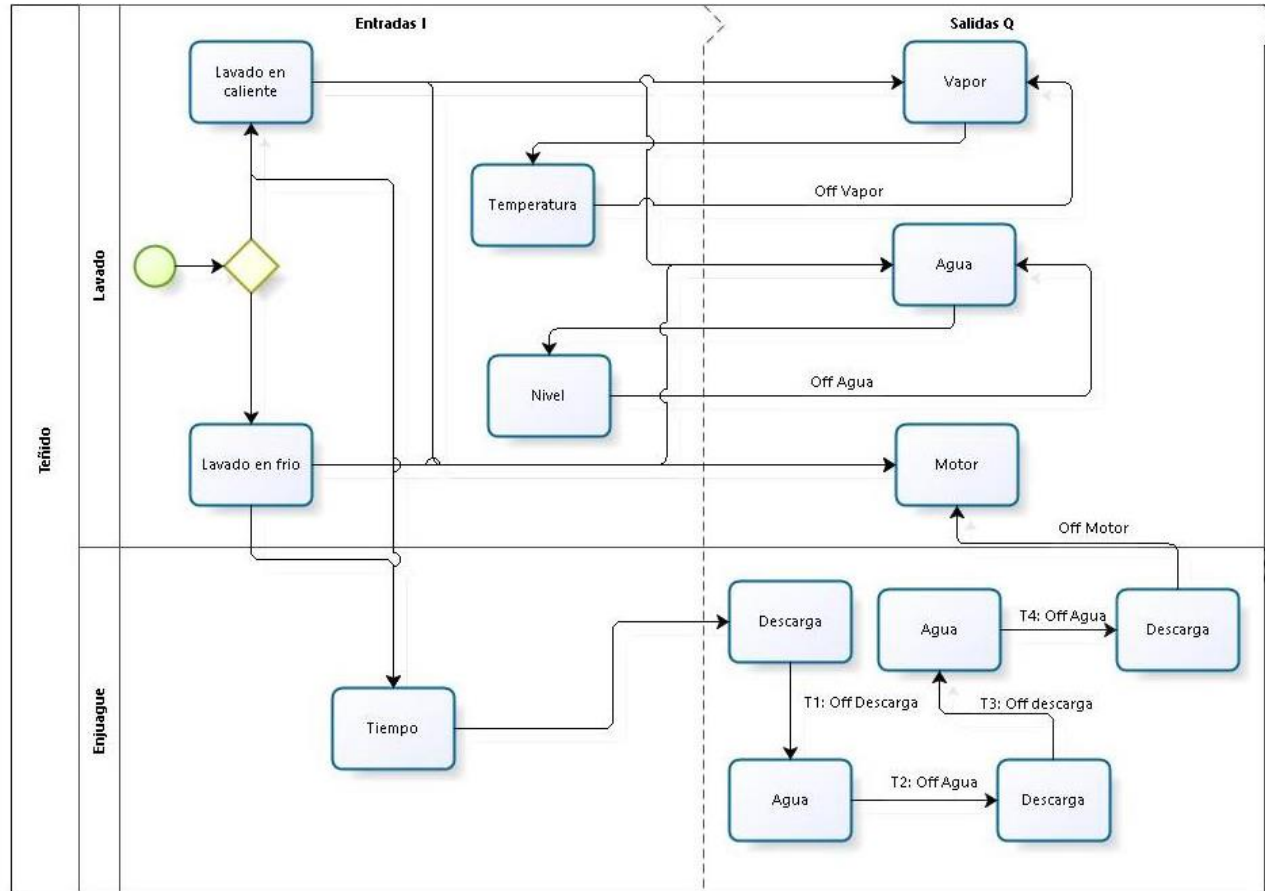 Entradas I
Salidas Q
Teñido
Lavado
Lavado en
caliente
Vapor
Temperatura
Off Vapor
Agua
Nivel
Off Agua
Lavado en frio
Motor
Off Motor
Enjuague
Descarga
Agua
T4: Off Agua
Descarga
T1: Off Descarga
T3: Off descarga
Tiempo
Agua
T2: Off Agua
Descarga